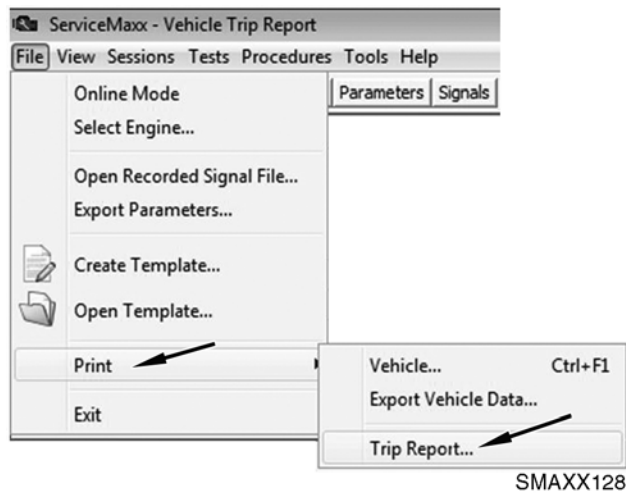 ServiceMaxx - Vehicle Trip Report
File View Sessions Tests Procedures Tools Help
Parameters Signals
Online Mode
Select Engine...
Open Recorded Signal File...
Export Parameters...
Create Template...
Open Template...
Print
Exit
Vehicle... Ctrl+F1
Export Vehicle Data...
Trip Report...
SMAXX128